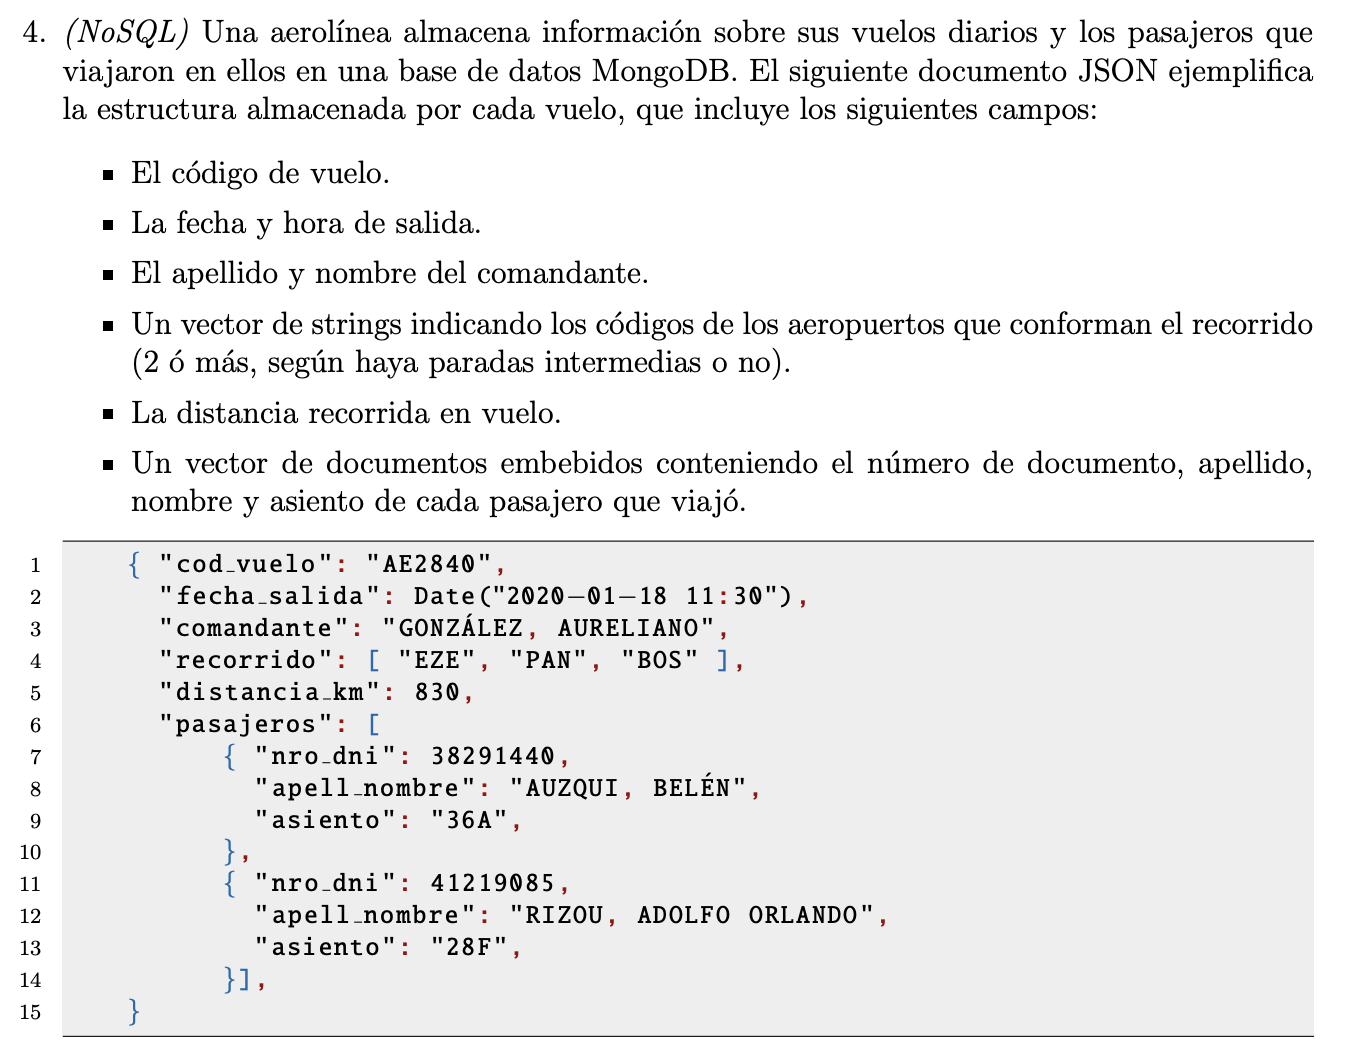 4. (NoSQL) Una aerolínea almacena información sobre sus vuelos diarios y los pasajeros que
viajaron en ellos en una base de datos MongoDB. El siguiente documento JSON ejemplifica
la estructura almacenada por cada vuelo, que incluye los siguientes campos:
▪ El código de vuelo.
▪ La fecha y hora de salida.
▪ El apellido y nombre del comandante.
▪ Un vector de strings indicando los códigos de los aeropuertos que conforman el recorrido
(2 ó más, según haya paradas intermedias o no).
▪ La distancia recorrida en vuelo.
▪ Un vector de documentos embebidos conteniendo el número de documento, apellido,
nombre y asiento de cada pasajero que viajó.
1 { "cod_vuelo": "AE2840",
2 "fecha_salida": Date("2020−01−18 11:30"),
3 "comandante": "GONZÁLEZ, AURELIANO",
4 "recorrido": [ "EZE", "PAN", "BOS" ],
5 "distancia_km": 830,
6 "pasajeros": [
7 { "nro_dni": 38291440,
8 "apell_nombre": "AUZQUI, BELÉN",
9 "asiento": "36A",
10 },
11 { "nro_dni": 41219085,
12 "apell_nombre": "RIZOU, ADOLFO ORLANDO",
13 "asiento": "28F",
14 }],
15 }